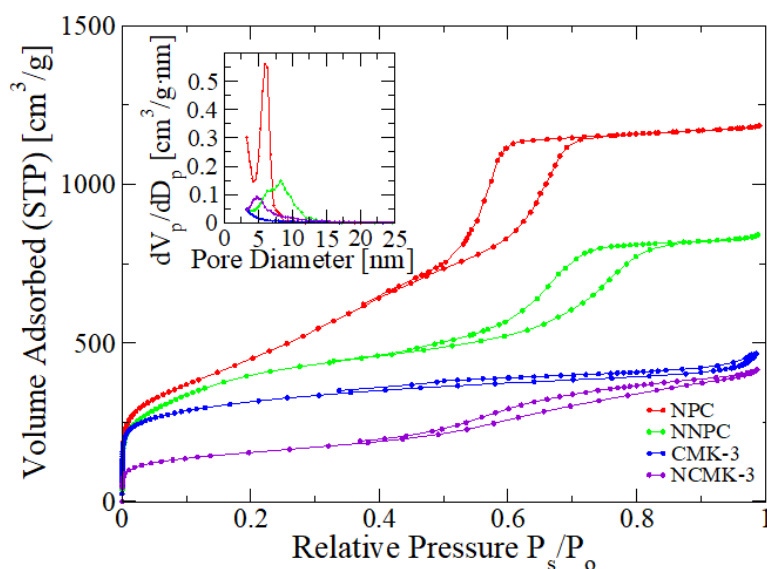 1500
1000
500
0
Volume Adsorbed (STP) [cm³/g]
0.5
0.4
0.3
0.2
0.1
0
dVₚ/dDₚ [cm³/g·nm]
0 5 10 15 20 25
Pore Diameter [nm]
NPC
NNPC
CMK-3
NCMK-3
0 0.2 0.4 0.6 0.8 1
Relative Pressure Pₛ/Pₒ